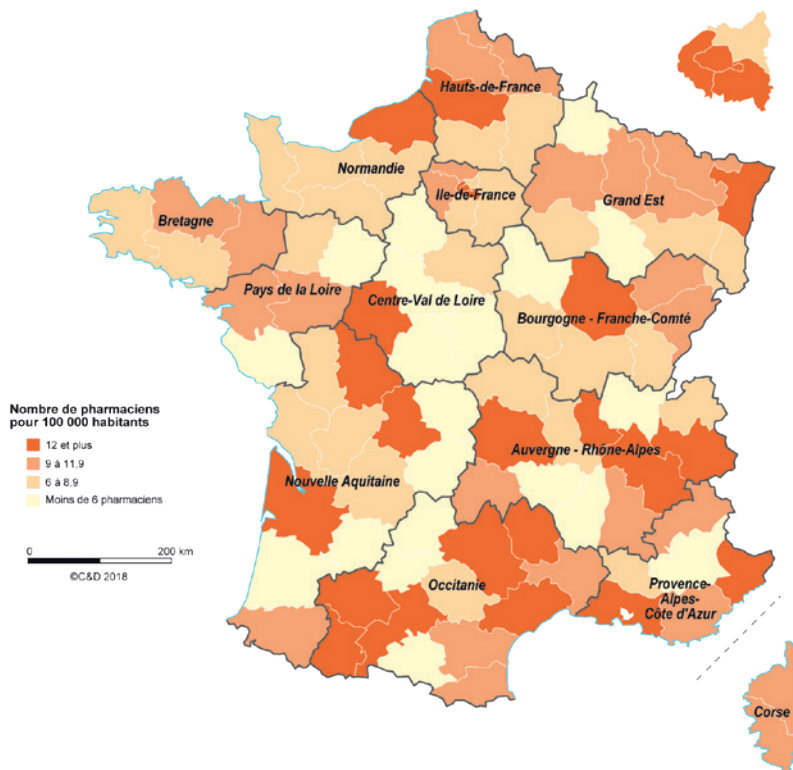 Hauts-de-France
Normandie
Ile-de-France
Grand Est
Bretagne
Pays de la Loire
Centre-Val de Loire
Bourgogne - Franche-Comté
Nombre de pharmaciens
pour 100 000 habitants
12 et plus
9 à 11,9
6 à 8,9
Moins de 6 pharmaciens
0 200 km
©C&D 2018
Auvergne - Rhône-Alpes
Nouvelle Aquitaine
Occitanie
Provence-
Alpes-
Côte d'Azur
Corse